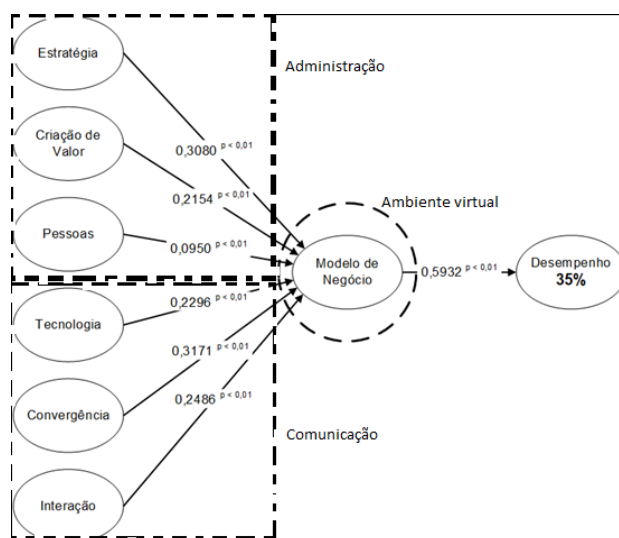 Estratégia
Administração
Criação de
Valor
0,3080 p < 0,01
0,2154 p < 0,01
Ambiente virtual
Pessoas
0,0950 p < 0,01
Modelo de
Negócio
0,5932 p < 0,01
Desempenho
35%
0,2296 p < 0,01
Tecnologia
0,3171 p < 0,01
0,2486 p < 0,01
Convergência
Comunicação
Interação